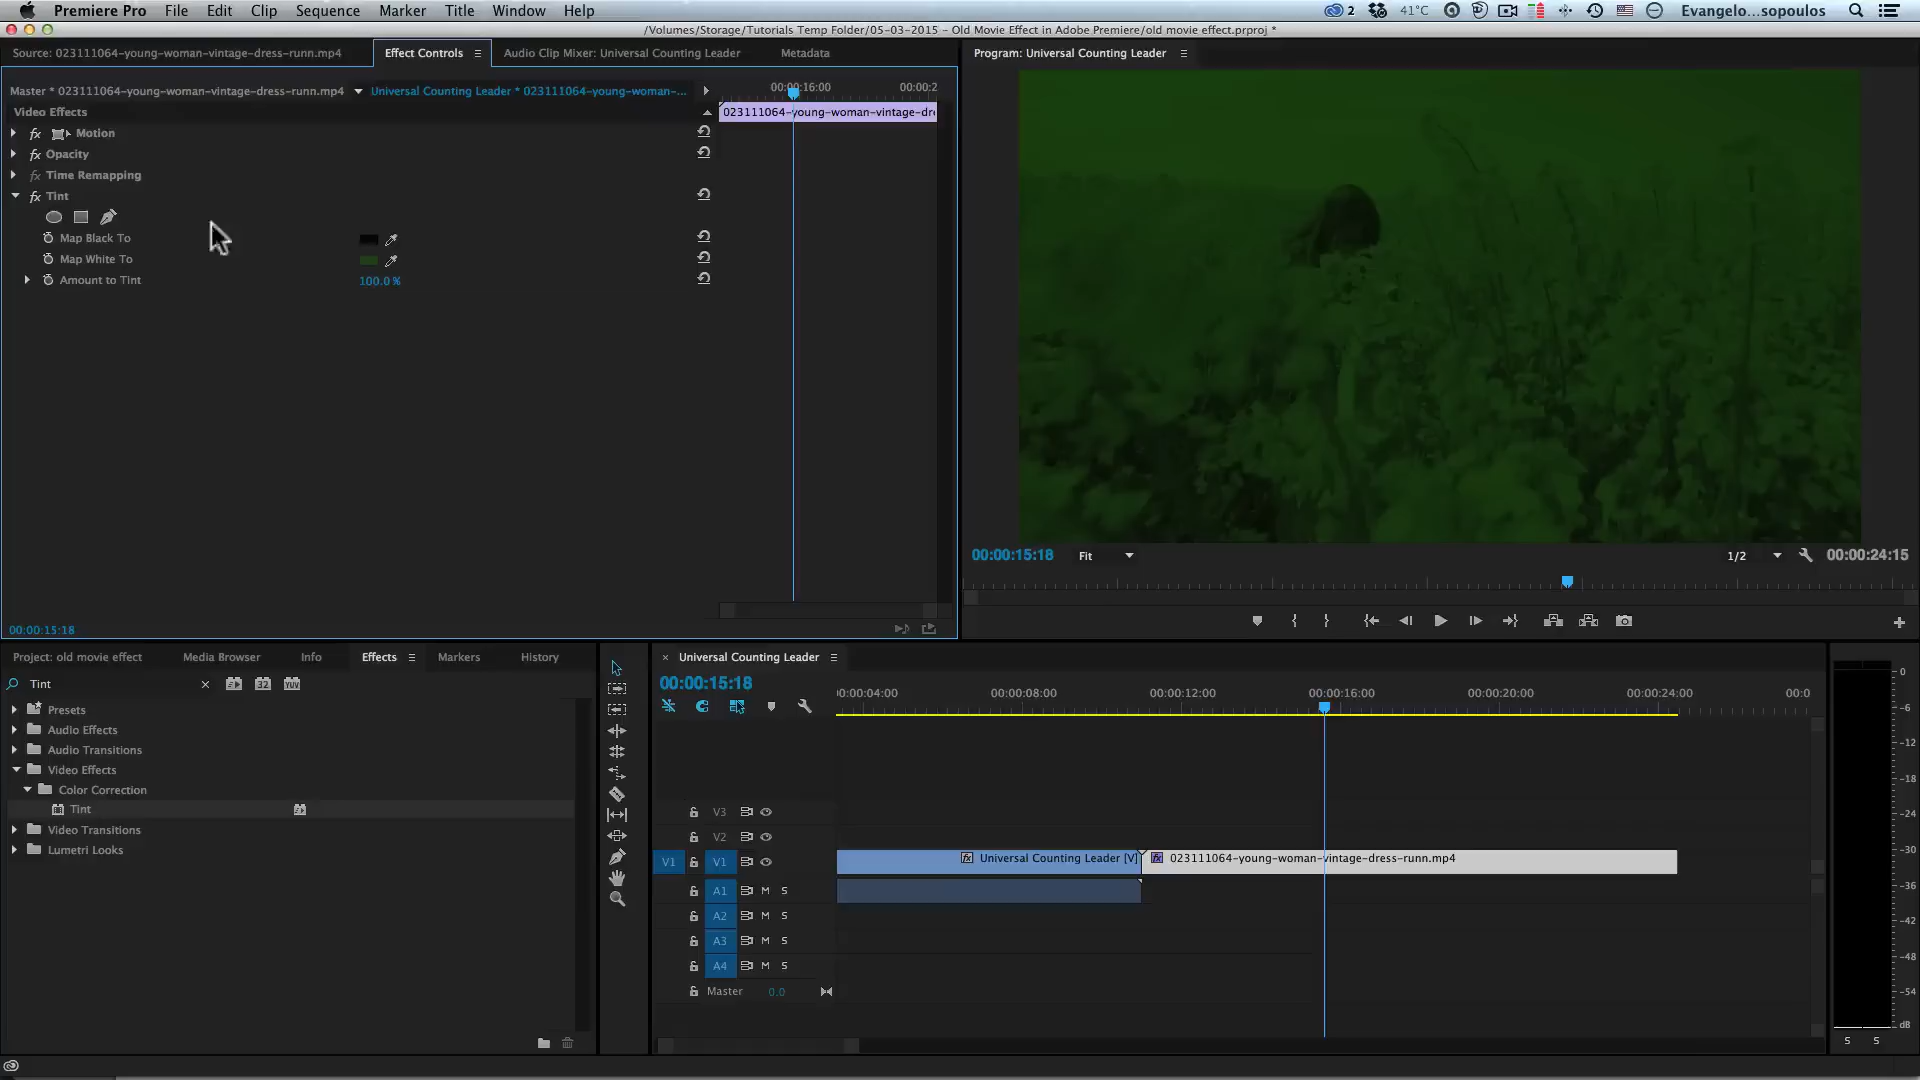 Premiere Pro File Edit Clip Sequence Marker Title Window Help 2 41°C Evangelo...sopoulos
/Volumes/Storage/Tutorials Temp Folder/05-03-2015 - Old Movie Effect in Adobe Premiere/old movie effect.prproj *
Source: 023111064-young-woman-vintage-dress-runn.mp4 Effect Controls Audio Clip Mixer: Universal Counting Leader Metadata Program: Universal Counting Leader
Master * 023111064-young-woman-vintage-dress-runn.mp4 Universal Counting Leader * 023111064-young-woman-... 00:00:16:00 00:00:2
Video Effects 023111064-young-woman-vintage-dre
fx Motion
fx Opacity
fx Time Remapping
fx Tint
Map Black To
Map White To
Amount to Tint 100.0 %
00:00:15:18 Fit 1/2 00:00:24:15
00:00:15:18
Project: old movie effect Media Browser Info Effects Markers History
Tint 32 YUV
Presets
Audio Effects
Audio Transitions
Video Effects
Color Correction
Tint
Video Transitions
Lumetri Looks
× Universal Counting Leader
00:00:15:18 00:00:04:00 00:00:08:00 00:00:12:00 00:00:16:00 00:00:20:00 00:00:24:00 00:0
V3
V2
V1 V1 fx Universal Counting Leader [V] fx 023111064-young-woman-vintage-dress-runn.mp4
A1 M S
A2 M S
A3 M S
A4 M S
Master 0.0
0
-6
-12
-18
-24
-30
-36
-42
-48
-54
dB
S S